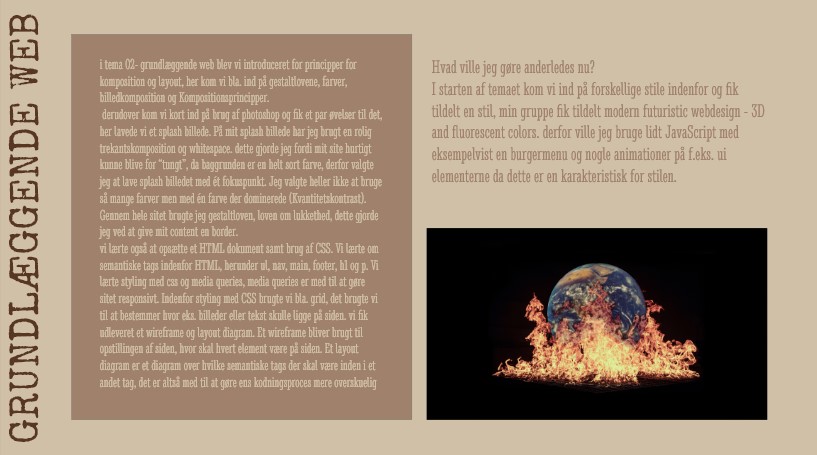 GRUNDLÆGGENDE WEB
i tema 02- grundlæggende web blev vi introduceret for principper for
komposition og layout, her kom vi bla. ind på gestaltlovene, farver,
billedkomposition og Kompositionsprincipper.
derudover kom vi kort ind på brug af photoshop og fik et par øvelser til det,
her lavede vi et splash billede. På mit splash billede har jeg brugt en rolig
trekantskomposition og whitespace. dette gjorde jeg fordi mit site hurtigt
kunne blive for “tungt”, da baggrunden er en helt sort farve, derfor valgte
jeg at lave splash billedet med ét fokuspunkt. Jeg valgte heller ikke at bruge
så mange farver men med én farve der dominerede (Kvantitetskontrast).
Gennem hele sitet brugte jeg gestaltloven, loven om lukkethed, dette gjorde
jeg ved at give mit content en border.
vi lærte også at opsætte et HTML dokument samt brug af CSS. Vi lærte om
semantiske tags indenfor HTML, herunder ul, nav, main, footer, h1 og p. Vi
lærte styling med css og media queries, media queries er med til at gøre
sitet responsivt. Indenfor styling med CSS brugte vi bla. grid, det brugte vi
til at bestemmer hvor eks. billeder eller tekst skulle ligge på siden. vi fik
udleveret et wireframe og layout diagram. Et wireframe bliver brugt til
opstillingen af siden, hvor skal hvert element være på siden. Et layout
diagram er et diagram over hvilke semantiske tags der skal være inden i et
andet tag, det er altså med til at gøre ens kodningsproces mere overskuelig
Hvad ville jeg gøre anderledes nu?
I starten af temaet kom vi ind på forskellige stile indenfor og fik
tildelt en stil, min gruppe fik tildelt modern futuristic webdesign - 3D
and fluorescent colors. derfor ville jeg bruge lidt JavaScript med
eksempelvist en burgermenu og nogle animationer på f.eks. ui
elementerne da dette er en karakteristisk for stilen.